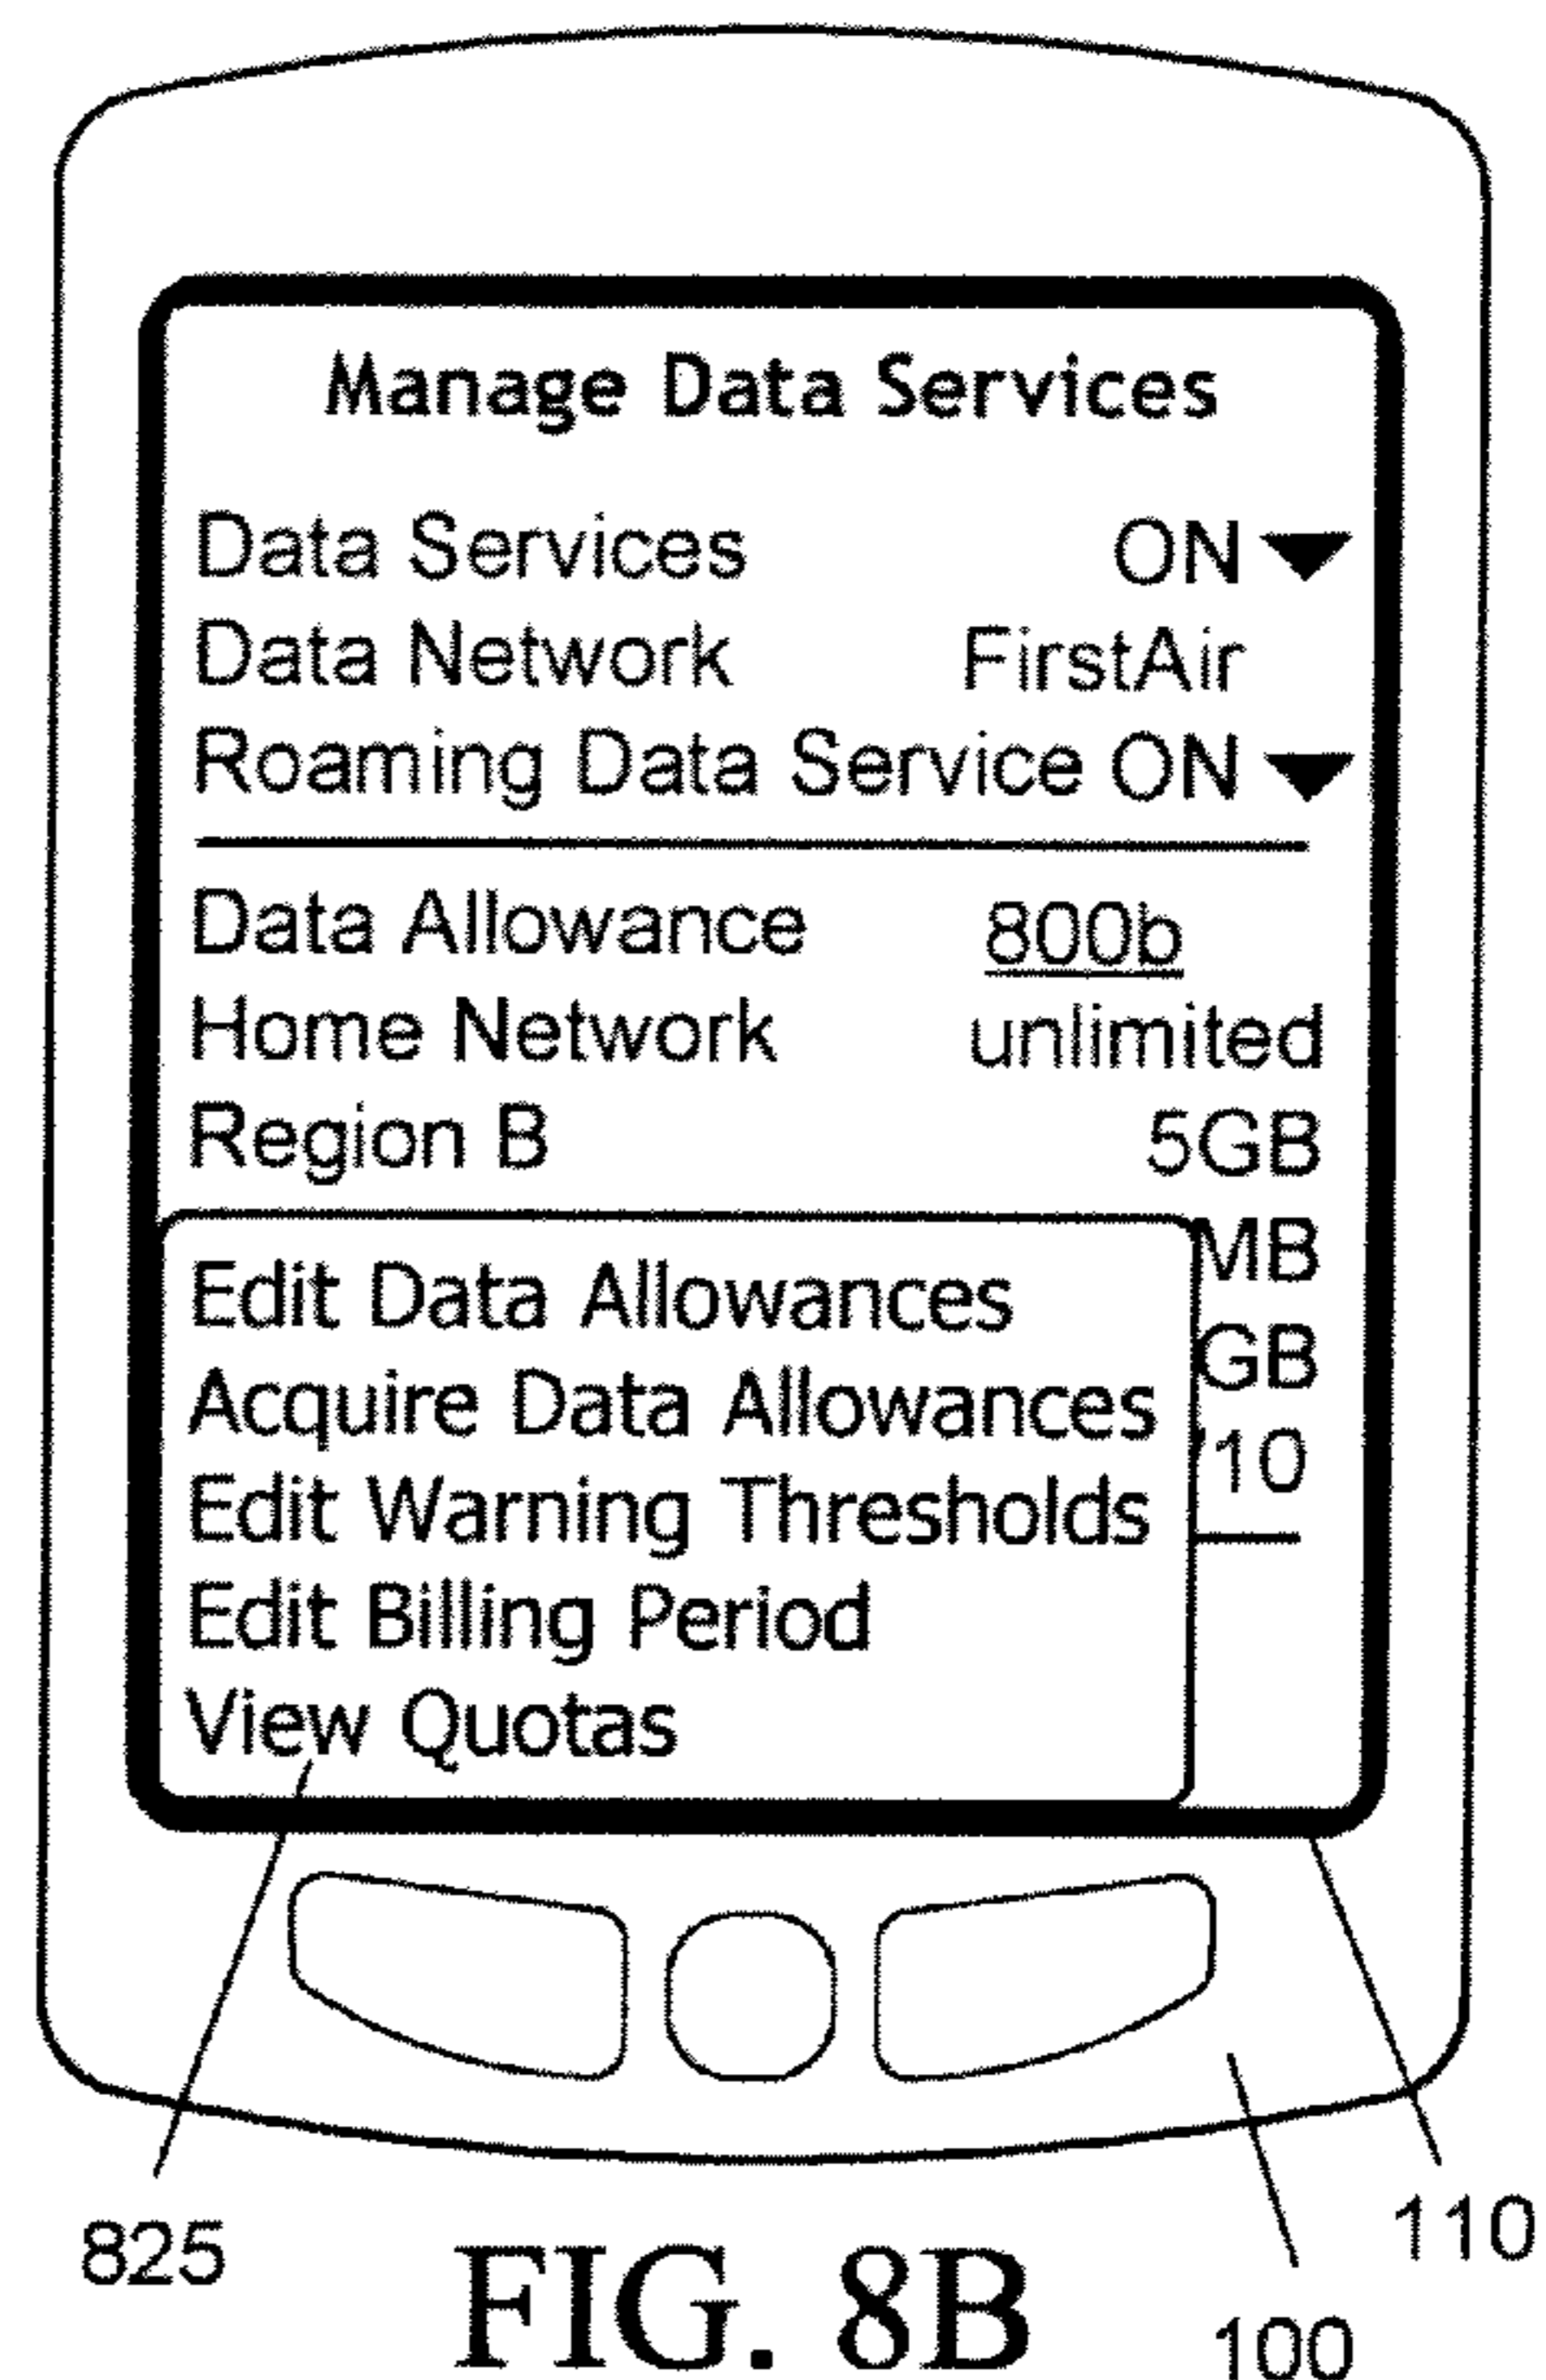 Manage Data Services
Data Services ON
Data Network FirstAir
Roaming Data Service ON
Data Allowance 800b
Home Network unlimited
Region B 5GB
MB
GB
'10
Edit Data Allowances
Acquire Data Allowances
Edit Warning Thresholds
Edit Billing Period
View Quotas
825
110
100
FIG. 8B